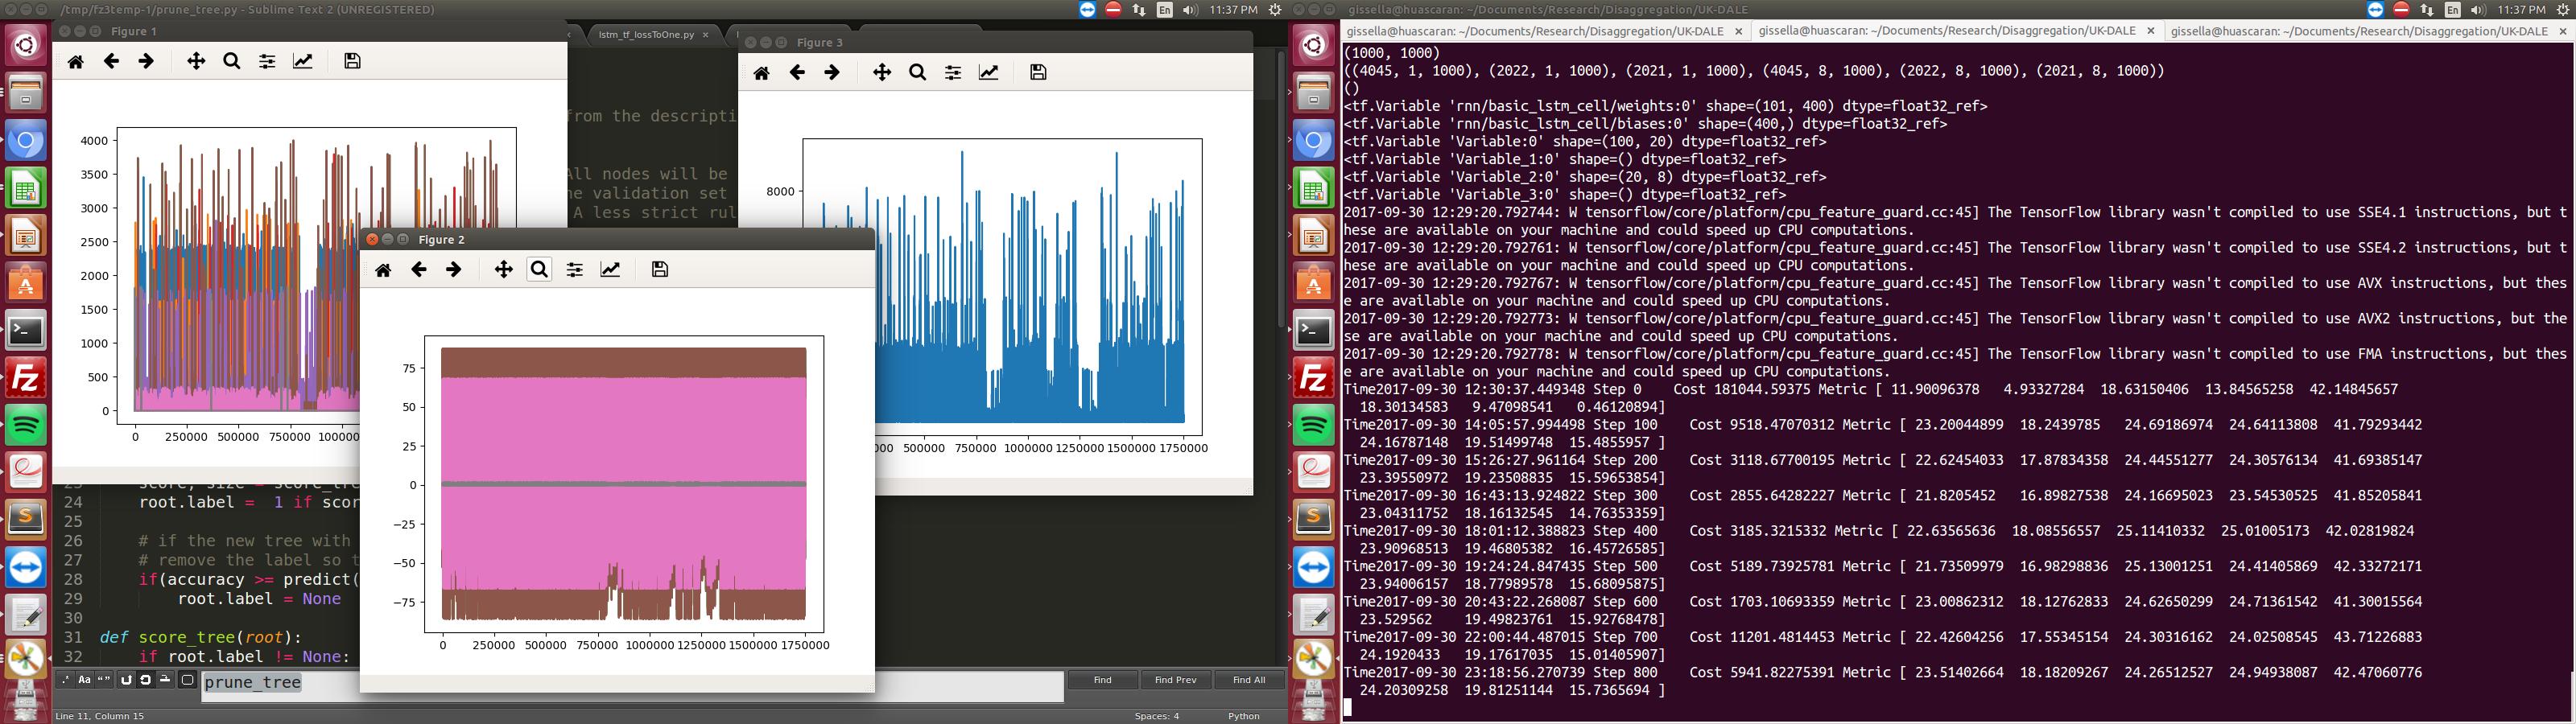 /tmp/fz3temp-1/prune_tree.py - Sublime Text 2 (UNREGISTERED)
En
11:37 PM
Figure 1
lstm_tf_lossToOne.py
Figure 3
4000
3500
3000
2500
2000
1500
1000
500
0
0 250000 500000 750000
from the descripti
All nodes will be
validation set
A less strict rul
8000
500000 750000 1000000 1250000 1500000 1750000
Figure 2
75
50
25
0
−25
−50
−75
0 250000 500000 750000 1000000 1250000 1500000 1750000
24 root.label = 1 if scor
25
26 # if the new tree with
27 # remove the label so t
28 if(accuracy >= predict(
29 root.label = None
30
31 def score_tree(root):
32 if root.label != None:
.* Aa “”
prune_tree
Find
Find Prev
Find All
Line 11, Column 15
Spaces: 4
Python
gissella@huascaran: ~/Documents/Research/Disaggregation/UK-DALE
En
11:37 PM
gissella@huascaran: ~/Documents/Research/Disaggregation/UK-DALE
gissella@huascaran: ~/Documents/Research/Disaggregation/UK-DALE
gissella@huascaran: ~/Documents/Research/Disaggregation/UK-DALE
(1000, 1000)
((4045, 1, 1000), (2022, 1, 1000), (2021, 1, 1000), (4045, 8, 1000), (2022, 8, 1000), (2021, 8, 1000))
()
<tf.Variable 'rnn/basic_lstm_cell/weights:0' shape=(101, 400) dtype=float32_ref>
<tf.Variable 'rnn/basic_lstm_cell/biases:0' shape=(400,) dtype=float32_ref>
<tf.Variable 'Variable:0' shape=(100, 20) dtype=float32_ref>
<tf.Variable 'Variable_1:0' shape=() dtype=float32_ref>
<tf.Variable 'Variable_2:0' shape=(20, 8) dtype=float32_ref>
<tf.Variable 'Variable_3:0' shape=() dtype=float32_ref>
2017-09-30 12:29:20.792744: W tensorflow/core/platform/cpu_feature_guard.cc:45] The TensorFlow library wasn't compiled to use SSE4.1 instructions, but t
hese are available on your machine and could speed up CPU computations.
2017-09-30 12:29:20.792761: W tensorflow/core/platform/cpu_feature_guard.cc:45] The TensorFlow library wasn't compiled to use SSE4.2 instructions, but t
hese are available on your machine and could speed up CPU computations.
2017-09-30 12:29:20.792767: W tensorflow/core/platform/cpu_feature_guard.cc:45] The TensorFlow library wasn't compiled to use AVX instructions, but thes
e are available on your machine and could speed up CPU computations.
2017-09-30 12:29:20.792773: W tensorflow/core/platform/cpu_feature_guard.cc:45] The TensorFlow library wasn't compiled to use AVX2 instructions, but the
se are available on your machine and could speed up CPU computations.
2017-09-30 12:29:20.792778: W tensorflow/core/platform/cpu_feature_guard.cc:45] The TensorFlow library wasn't compiled to use FMA instructions, but thes
e are available on your machine and could speed up CPU computations.
Time2017-09-30 12:30:37.449348 Step 0 Cost 181044.59375 Metric [ 11.90096378 4.93327284 18.63150406 13.84565258 42.14845657
18.30134583 9.47098541 0.46120894]
Time2017-09-30 14:05:57.994498 Step 100 Cost 9518.47070312 Metric [ 23.20044899 18.2439785 24.69186974 24.64113808 41.79293442
24.16787148 19.51499748 15.4855957 ]
Time2017-09-30 15:26:27.961164 Step 200 Cost 3118.67700195 Metric [ 22.62454033 17.87834358 24.44551277 24.30576134 41.69385147
23.39550972 19.23508835 15.59653854]
Time2017-09-30 16:43:13.924822 Step 300 Cost 2855.64282227 Metric [ 21.8205452 16.89827538 24.16695023 23.54530525 41.85205841
23.04311752 18.16132545 14.76353359]
Time2017-09-30 18:01:12.388823 Step 400 Cost 3185.3215332 Metric [ 22.63565636 18.08556557 25.11410332 25.01005173 42.02819824
23.90968513 19.46805382 16.45726585]
Time2017-09-30 19:24:24.847435 Step 500 Cost 5189.73925781 Metric [ 21.73509979 16.98298836 25.13001251 24.41405869 42.33272171
23.94006157 18.77989578 15.68095875]
Time2017-09-30 20:43:22.268087 Step 600 Cost 1703.10693359 Metric [ 23.00862312 18.12762833 24.62650299 24.71361542 41.30015564
23.529562 19.49823761 15.92768478]
Time2017-09-30 22:00:44.487015 Step 700 Cost 11201.4814453 Metric [ 22.42604256 17.55345154 24.30316162 24.02508545 43.71226883
24.1920433 19.17617035 15.01405907]
Time2017-09-30 23:18:56.270739 Step 800 Cost 5941.82275391 Metric [ 23.51402664 18.18209267 24.26512527 24.94938087 42.47060776
24.20309258 19.81251144 15.7365694 ]